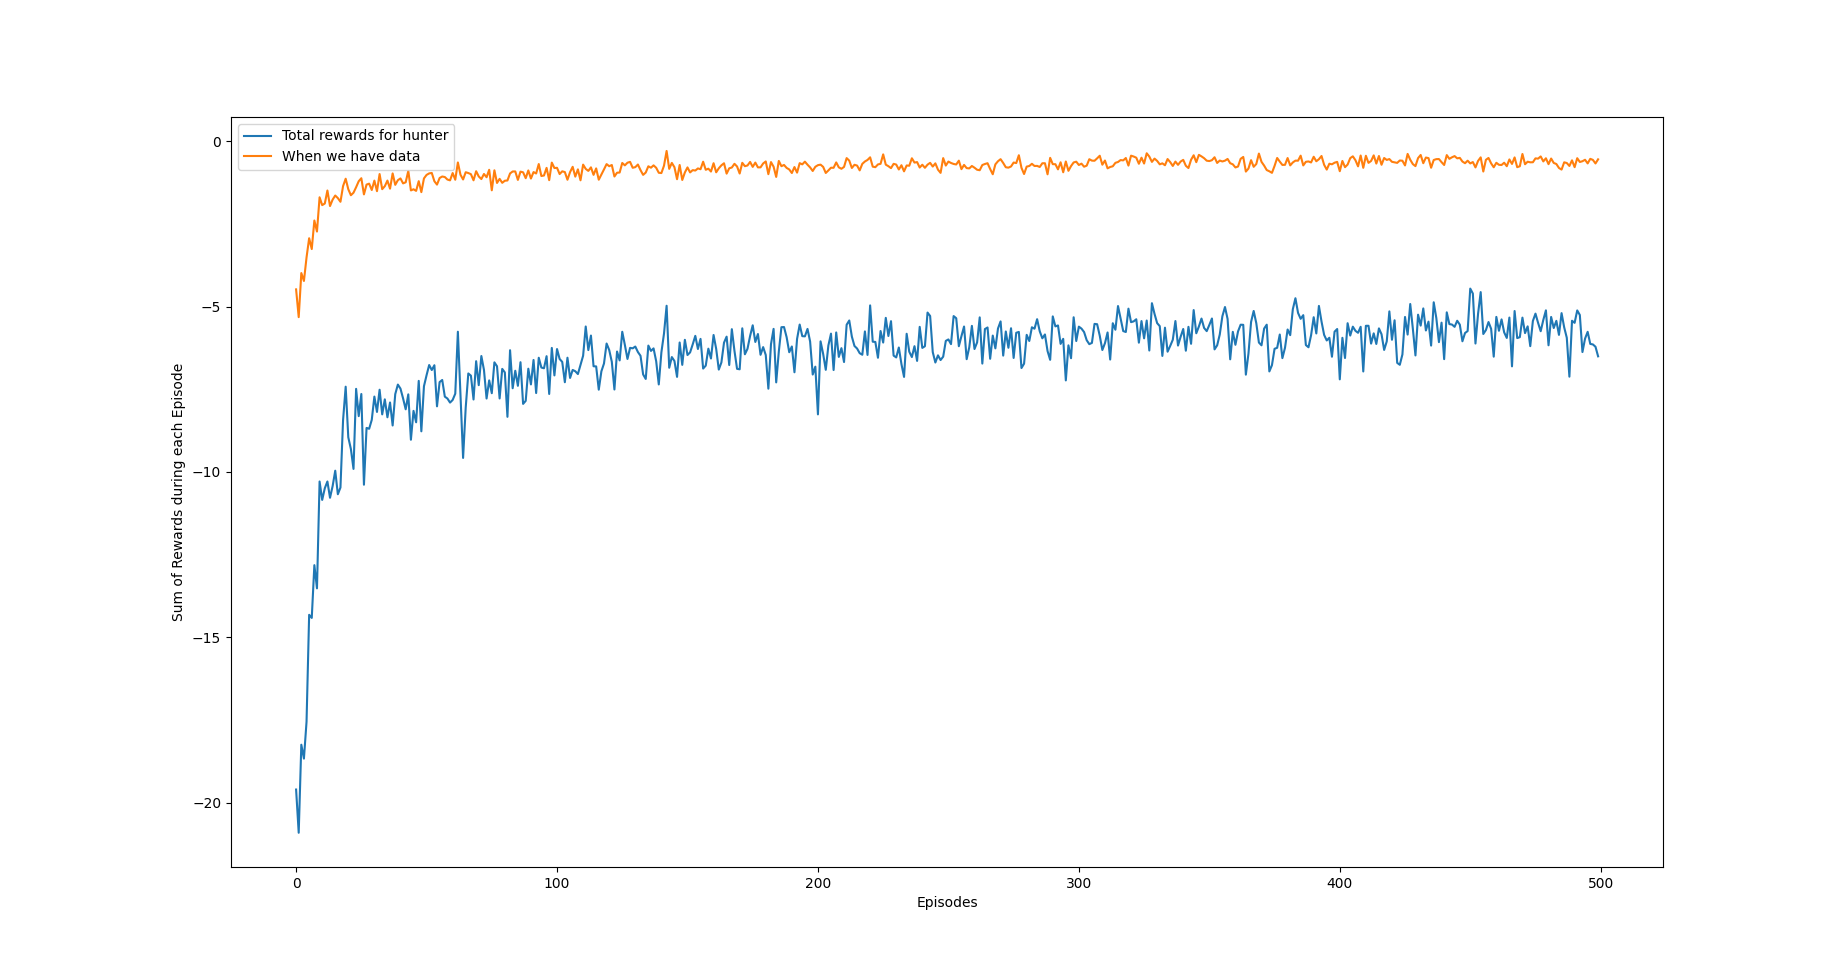 Total rewards for hunter
When we have data
0
−5
−10
−15
−20
Sum of Rewards during each Episode
0 100 200 300 400 500
Episodes